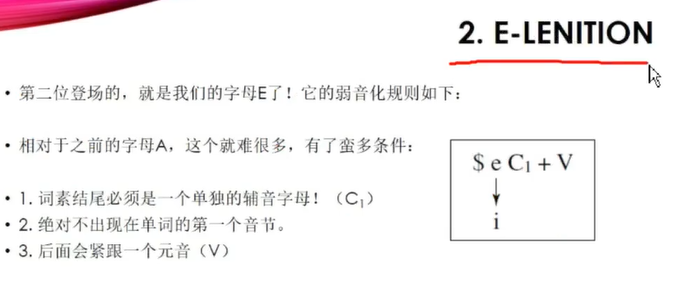 2. E-LENITION
• 第二位登场的，就是我们的字母E了！它的弱音化规则如下：
• 相对于之前的字母A，这个就难很多，有了蛮多条件：
• 1. 词素结尾必须是一个单独的辅音字母！（C₁）
• 2. 绝对不出现在单词的第一个音节。
• 3. 后面会紧跟一个元音（V）
$ e C₁ + V
↓
i